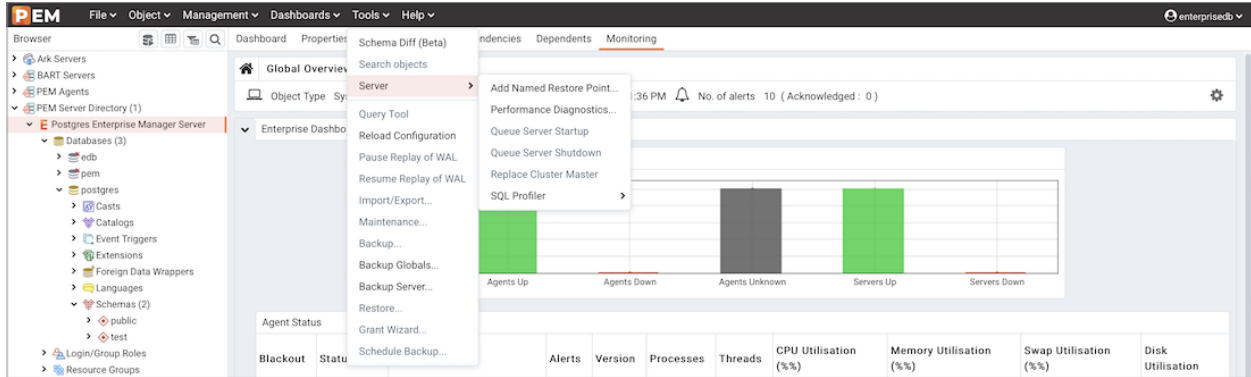 PEM File Object Management Dashboards Tools Help enterprisedb
Browser Dashboard Properties ndencies Dependents Monitoring
Ark Servers
BART Servers
PEM Agents
PEM Server Directory (1)
Postgres Enterprise Manager Server
Databases (3)
edb
pem
postgres
Casts
Catalogs
Event Triggers
Extensions
Foreign Data Wrappers
Languages
Schemas (2)
public
test
Login/Group Roles
Resource Groups
Schema Diff (Beta)
Search objects
Server
Query Tool
Reload Configuration
Pause Replay of WAL
Resume Replay of WAL
Import/Export...
Maintenance...
Backup...
Backup Globals...
Backup Server...
Restore...
Grant Wizard...
Schedule Backup...
Add Named Restore Point...
Performance Diagnostics...
Queue Server Startup
Queue Server Shutdown
Replace Cluster Master
SQL Profiler
Global Overview
Object Type Sy :36 PM No. of alerts 10 (Acknowledged: 0)
Enterprise Dashbo
Agents Up Agents Down Agents Unknown Servers Up Servers Down
Agent Status
Blackout Statu Alerts Version Processes Threads CPU Utilisation (%%) Memory Utilisation (%%) Swap Utilisation (%%) Disk Utilisation